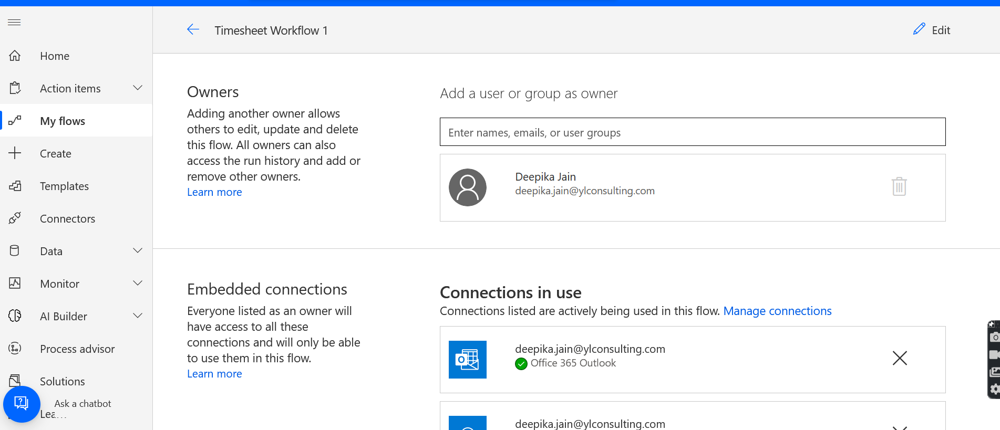 Timesheet Workflow 1
Edit
Home
Action items
My flows
Create
Templates
Connectors
Data
Monitor
AI Builder
Process advisor
Solutions
Ask a chatbot
Owners
Adding another owner allows
others to edit, update and delete
this flow. All owners can also
access the run history and add or
remove other owners.
Learn more
Add a user or group as owner
Enter names, emails, or user groups
Deepika Jain
deepika.jain@ylconsulting.com
Embedded connections
Everyone listed as an owner will
have access to all these
connections and will only be able
to use them in this flow.
Learn more
Connections in use
Connections listed are actively being used in this flow. Manage connections
deepika.jain@ylconsulting.com
Office 365 Outlook
deepika.jain@ylconsulting.com